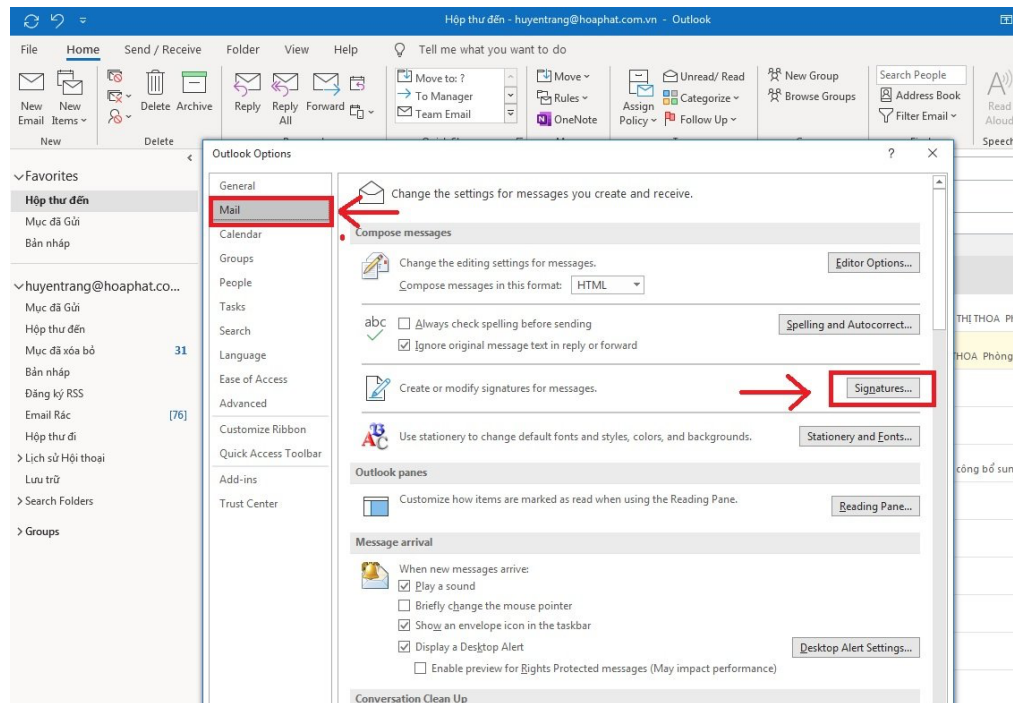 Hộp thư đến - huyentrang@hoaphat.com.vn - Outlook
File Home Send / Receive Folder View Help Tell me what you want to do
New Email
New Items
Delete
Archive
Reply
Reply All
Forward
Move to: ?
To Manager
Team Email
Move
Rules
OneNote
Assign Policy
Unread/ Read
Categorize
Follow Up
New Group
Browse Groups
Search People
Address Book
Filter Email
Read Aloud
New
Delete
Speech
Favorites
Hộp thư đến
Mục đã Gửi
Bản nháp
huyentrang@hoaphat.co...
Mục đã Gửi
Hộp thư đến
Mục đã xóa bỏ 31
Bản nháp
Đăng ký RSS
Email Rác [76]
Hộp thư đi
Lịch sử Hội thoại
Lưu trữ
Search Folders
Groups
Outlook Options ?
General
Mail
Calendar
Groups
People
Tasks
Search
Language
Ease of Access
Advanced
Customize Ribbon
Quick Access Toolbar
Add-ins
Trust Center
Change the settings for messages you create and receive.
Compose messages
Change the editing settings for messages. Editor Options...
Compose messages in this format: HTML
abc Always check spelling before sending Spelling and Autocorrect...
Ignore original message text in reply or forward
Create or modify signatures for messages. Signatures...
Use stationery to change default fonts and styles, colors, and backgrounds. Stationery and Fonts...
Outlook panes
Customize how items are marked as read when using the Reading Pane. Reading Pane...
Message arrival
When new messages arrive:
Play a sound
Briefly change the mouse pointer
Show an envelope icon in the taskbar
Display a Desktop Alert Desktop Alert Settings...
Enable preview for Rights Protected messages (May impact performance)
Conversation Clean Up
THỊ THOA
Phòng
công bố